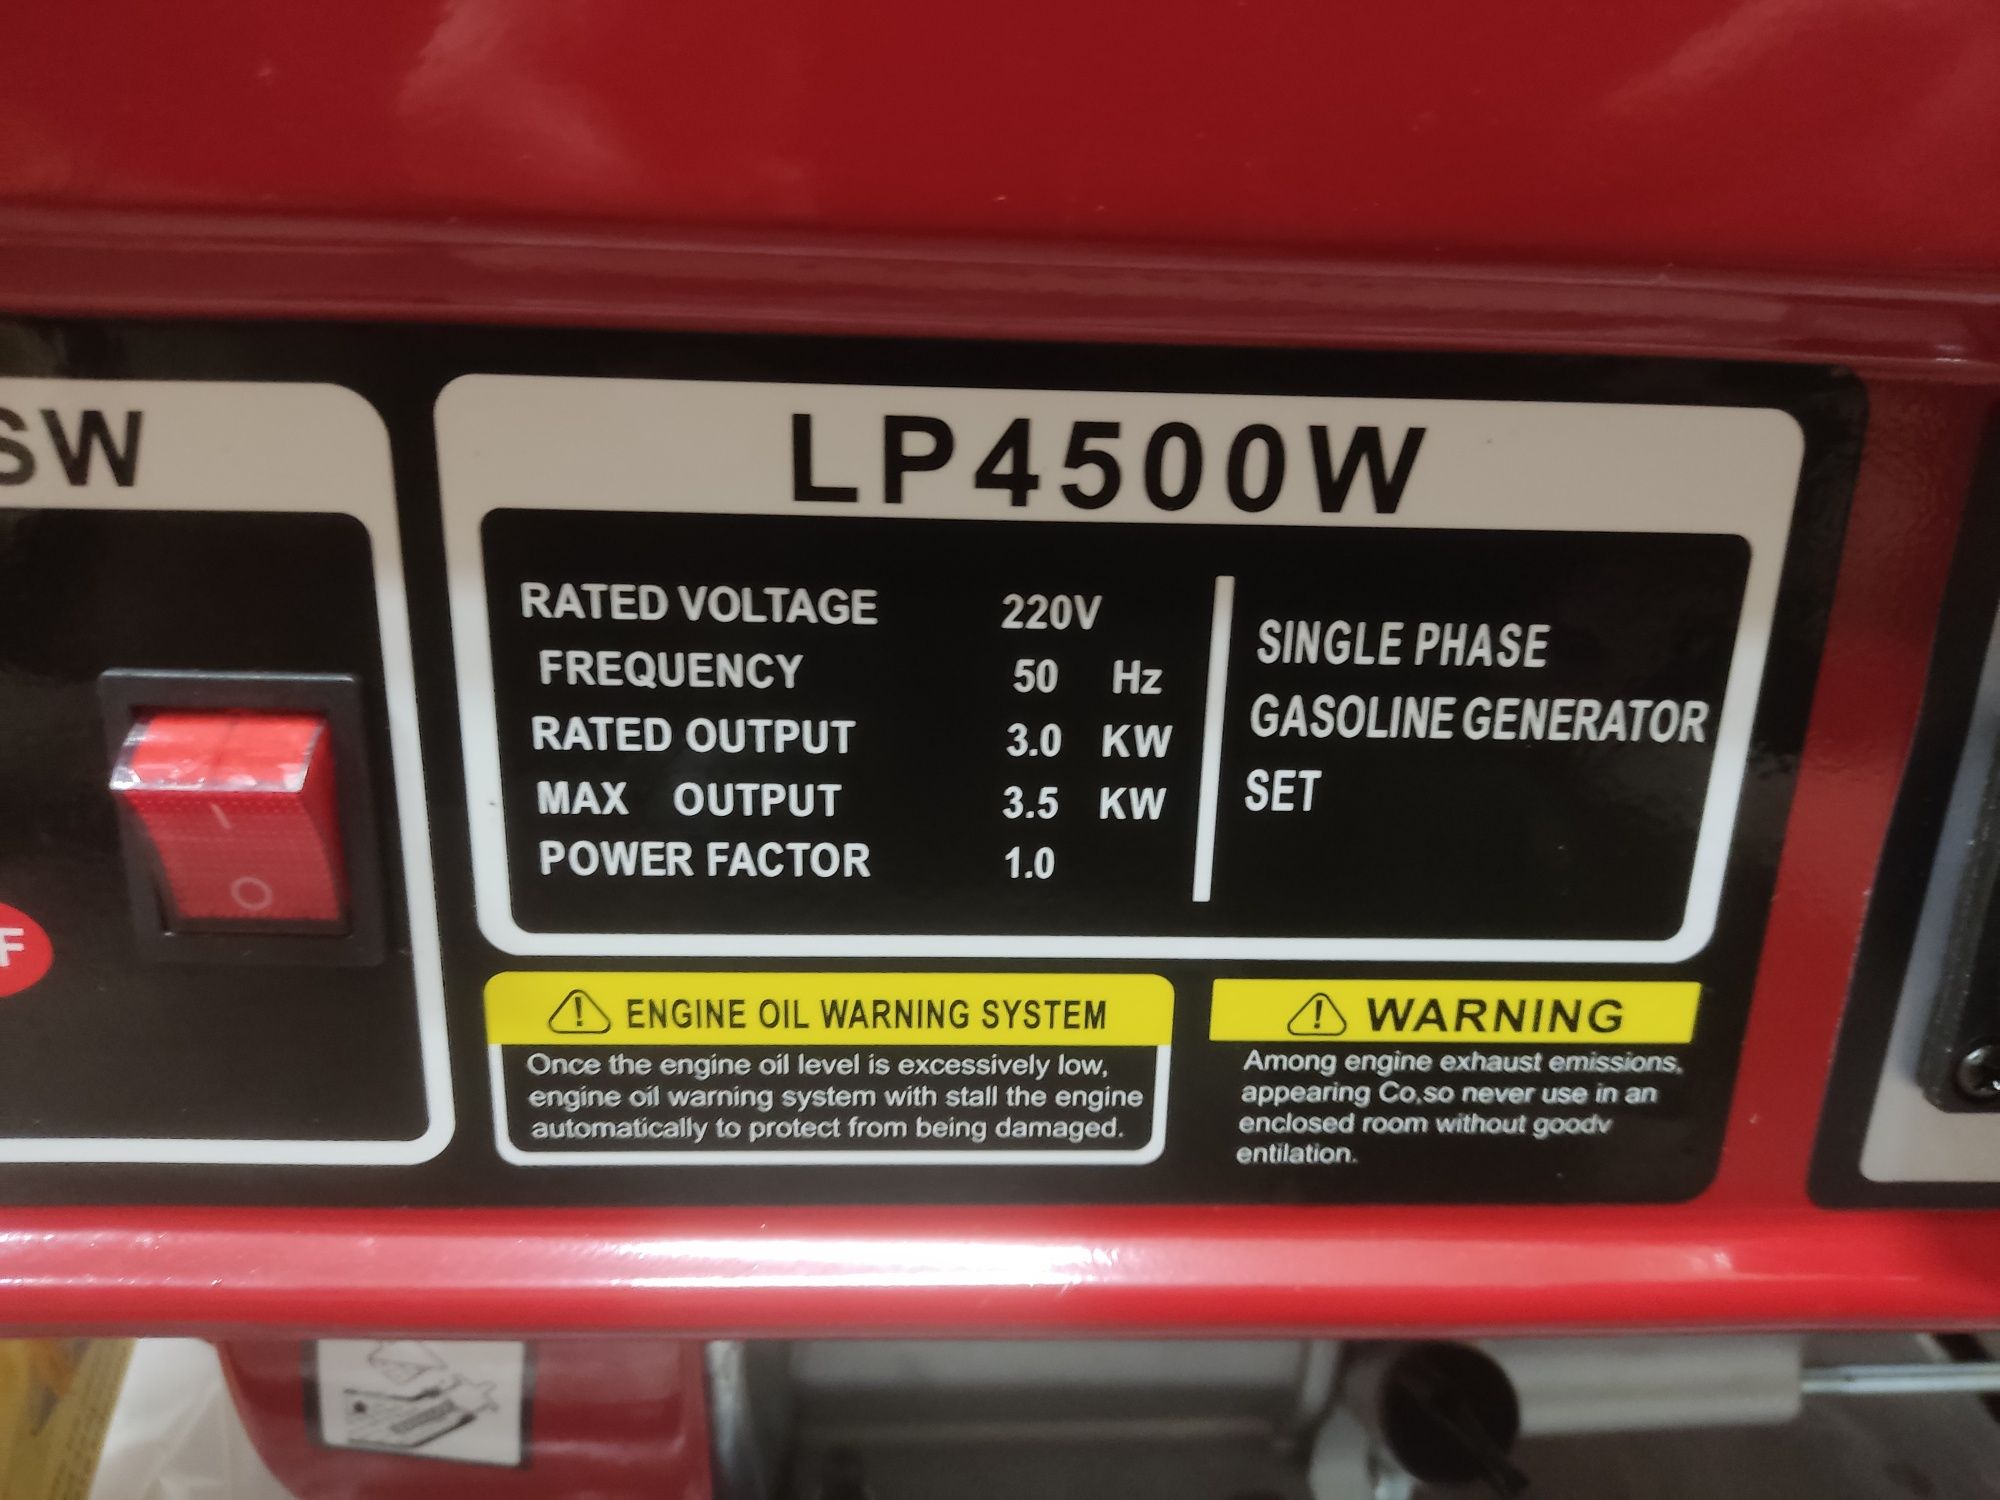 SW
F
LP4500W
RATED VOLTAGE 220V
FREQUENCY 50 Hz
RATED OUTPUT 3.0 KW
MAX OUTPUT 3.5 KW
POWER FACTOR 1.0
SINGLE PHASE
GASOLINE GENERATOR
SET
ENGINE OIL WARNING SYSTEM
Once the engine oil level is excessively low,
engine oil warning system with stall the engine
automatically to protect from being damaged.
WARNING
Among engine exhaust emissions,
appearing Co,so never use in an
enclosed room without goodv
entilation.